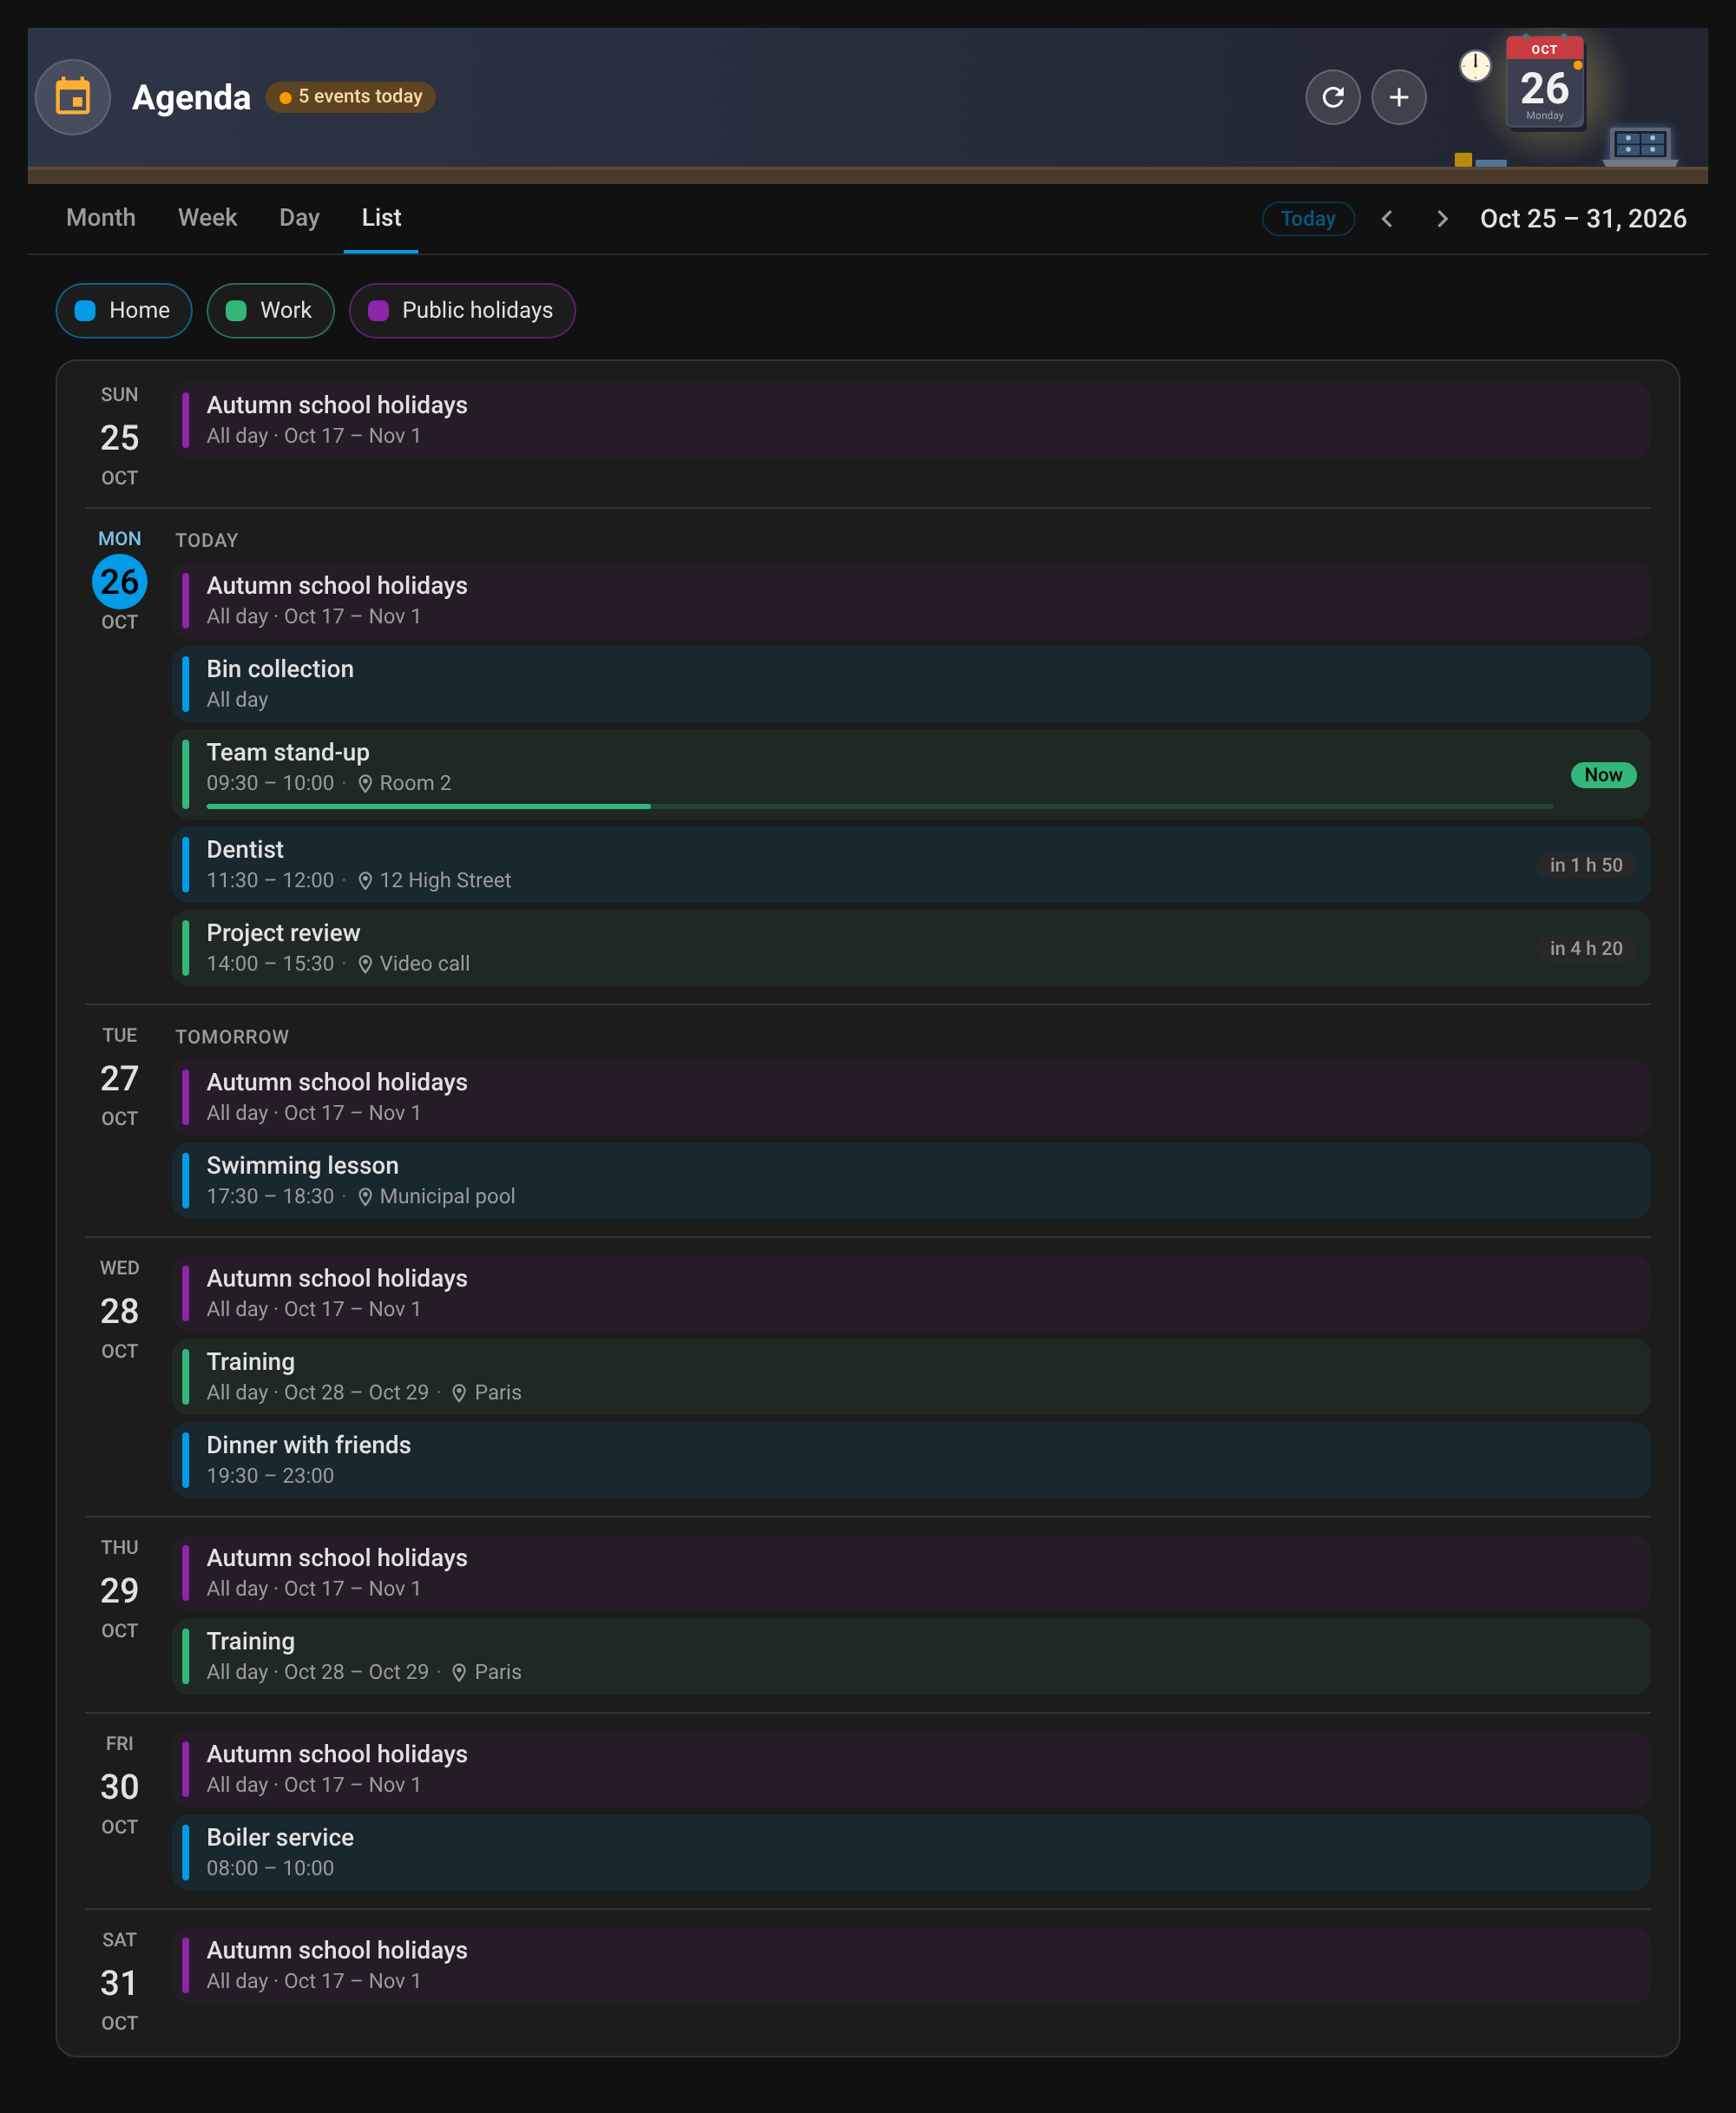 Agenda
5 events today
OCT
26
Monday
Month Week Day List
Today
Oct 25 – 31, 2026
Home
Work
Public holidays
SUN
25
OCT
Autumn school holidays
All day · Oct 17 – Nov 1
MON
26
OCT
TODAY
Autumn school holidays
All day · Oct 17 – Nov 1
Bin collection
All day
Team stand-up
09:30 – 10:00 · Room 2
Now
Dentist
11:30 – 12:00 · 12 High Street
in 1 h 50
Project review
14:00 – 15:30 · Video call
in 4 h 20
TUE
27
OCT
TOMORROW
Autumn school holidays
All day · Oct 17 – Nov 1
Swimming lesson
17:30 – 18:30 · Municipal pool
WED
28
OCT
Autumn school holidays
All day · Oct 17 – Nov 1
Training
All day · Oct 28 – Oct 29 · Paris
Dinner with friends
19:30 – 23:00
THU
29
OCT
Autumn school holidays
All day · Oct 17 – Nov 1
Training
All day · Oct 28 – Oct 29 · Paris
FRI
30
OCT
Autumn school holidays
All day · Oct 17 – Nov 1
Boiler service
08:00 – 10:00
SAT
31
OCT
Autumn school holidays
All day · Oct 17 – Nov 1